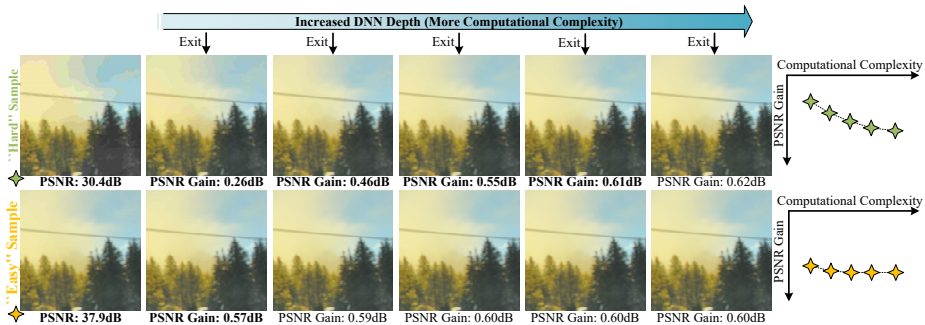 Increased DNN Depth (More Computational Complexity)
Exit Exit Exit Exit Exit
``Hard'' Sample
PSNR: 30.4dB PSNR Gain: 0.26dB PSNR Gain: 0.46dB PSNR Gain: 0.55dB PSNR Gain: 0.61dB PSNR Gain: 0.62dB
Computational Complexity
PSNR Gain
``Easy'' Sample
PSNR: 37.9dB PSNR Gain: 0.57dB PSNR Gain: 0.59dB PSNR Gain: 0.60dB PSNR Gain: 0.60dB PSNR Gain: 0.60dB
Computational Complexity
PSNR Gain